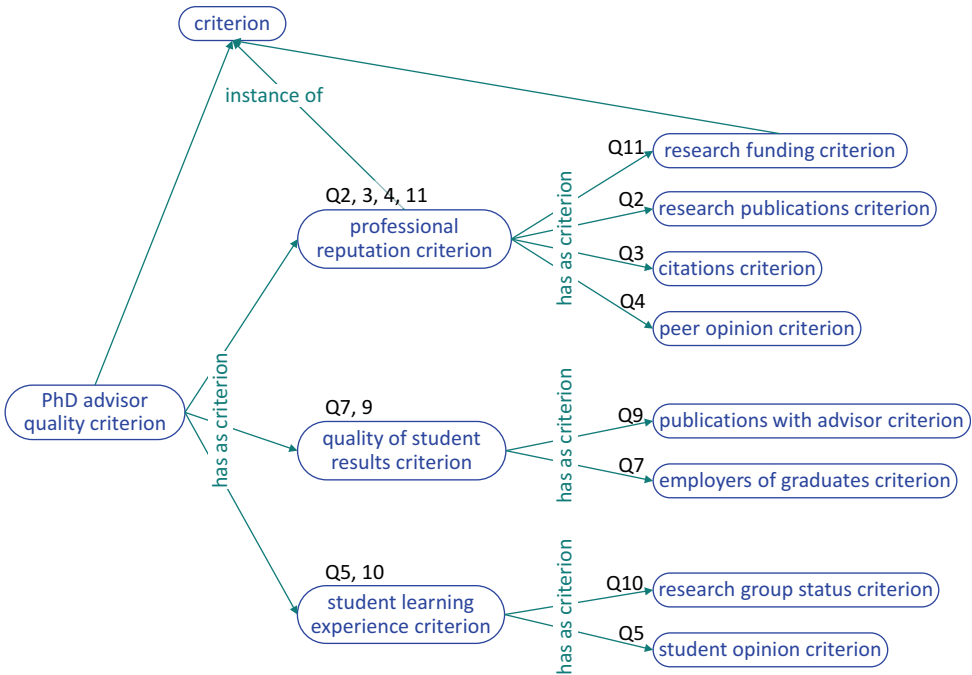 criterion
instance of
Q11
research funding criterion
Q2, 3, 4, 11
professional
reputation criterion
has as criterion
Q2
research publications criterion
Q3
citations criterion
Q4
peer opinion criterion
PhD advisor
quality criterion
has as criterion
Q7, 9
quality of student
results criterion
has as criterion
Q9
publications with advisor criterion
Q7
employers of graduates criterion
Q5, 10
student learning
experience criterion
has as criterion
Q10
research group status criterion
Q5
student opinion criterion